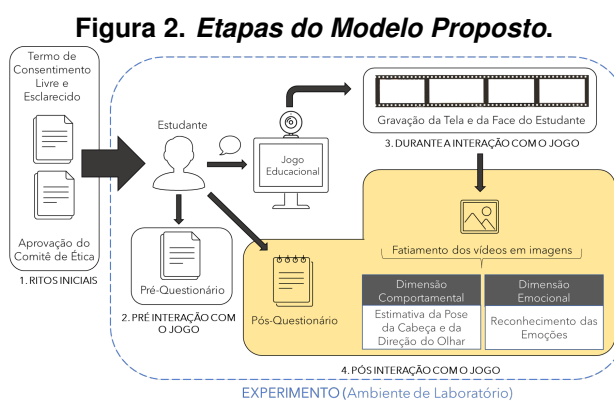 Figura 2. Etapas do Modelo Proposto.
Termo de
Consentimento
Livre e
Esclarecido
Aprovação do
Comitê de Ética
1. RITOS INICIAIS
Estudante
Jogo
Educacional
Gravação da Tela e da Face do Estudante
3. DURANTE A INTERAÇÃO COM O JOGO
Pré-Questionário
2. PRÉ INTERAÇÃO COM
O JOGO
Pós-Questionário
Fatiamento dos vídeos em imagens
Dimensão
Comportamental
Estimativa da Pose
da Cabeça e da
Direção do Olhar
Dimensão
Emocional
Reconhecimento das
Emoções
4. PÓS INTERAÇÃO COM O JOGO
EXPERIMENTO (Ambiente de Laboratório)